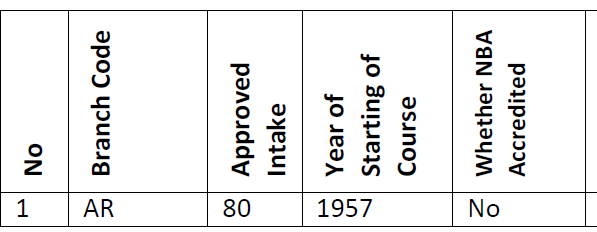 No
Branch Code
Approved
Intake
Year of
Starting of
Course
Whether NBA
Accredited
1 AR 80 1957 No